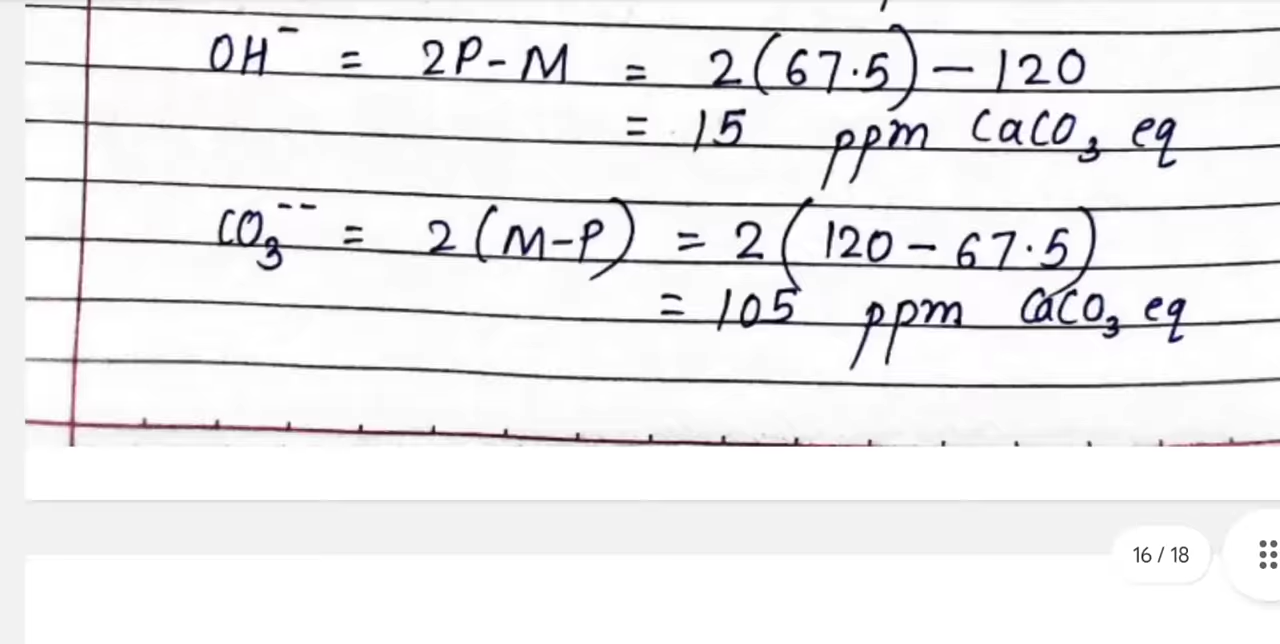 OH⁻ = 2P - M = 2(67.5) - 120
= 15 ppm CaCO₃ eq
CO₃⁻⁻ = 2(M-P) = 2(120 - 67.5)
= 105 ppm CaCO₃ eq
16 / 18